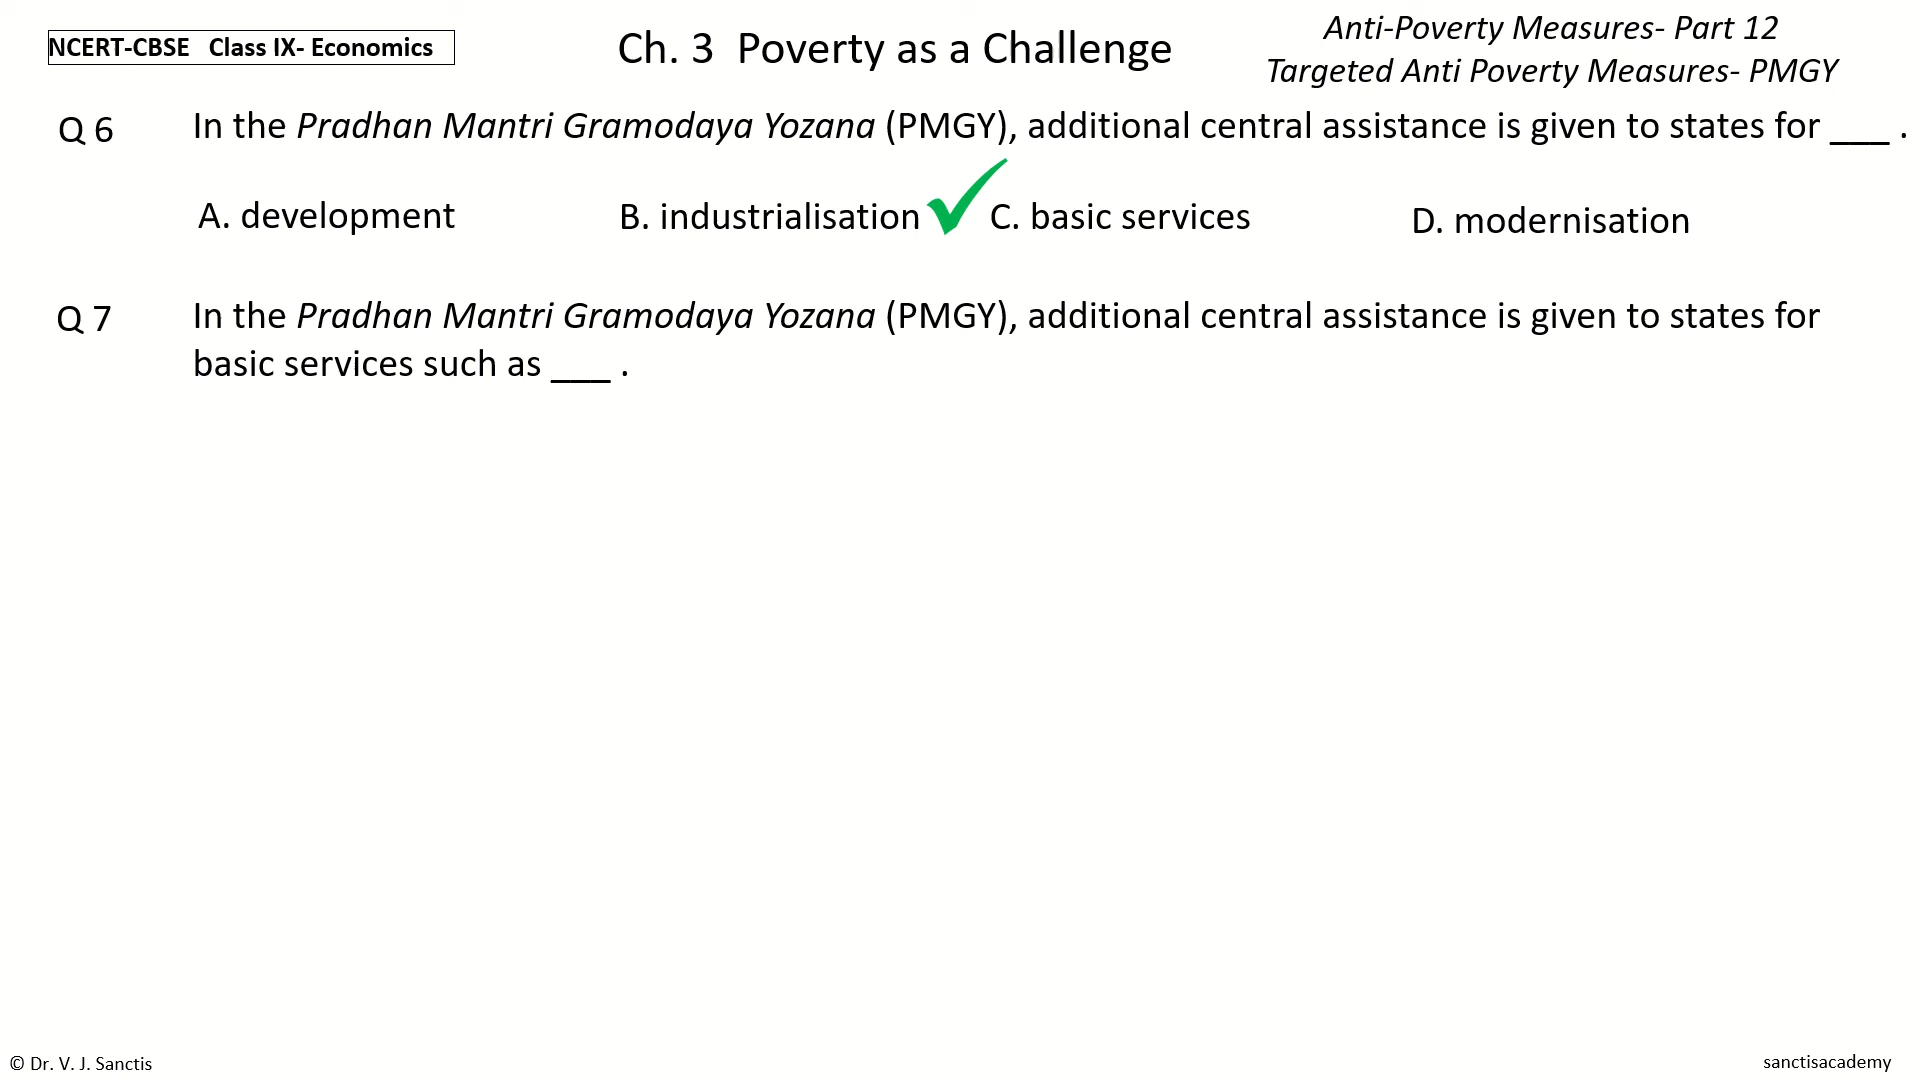 NCERT-CBSE Class IX- Economics
Ch. 3 Poverty as a Challenge
Anti-Poverty Measures- Part 12
Targeted Anti Poverty Measures- PMGY
Q 6 In the Pradhan Mantri Gramodaya Yozana (PMGY), additional central assistance is given to states for ___ .
A. development B. industrialisation C. basic services D. modernisation
Q 7 In the Pradhan Mantri Gramodaya Yozana (PMGY), additional central assistance is given to states for
basic services such as ___ .
© Dr. V. J. Sanctis
sanctisacademy